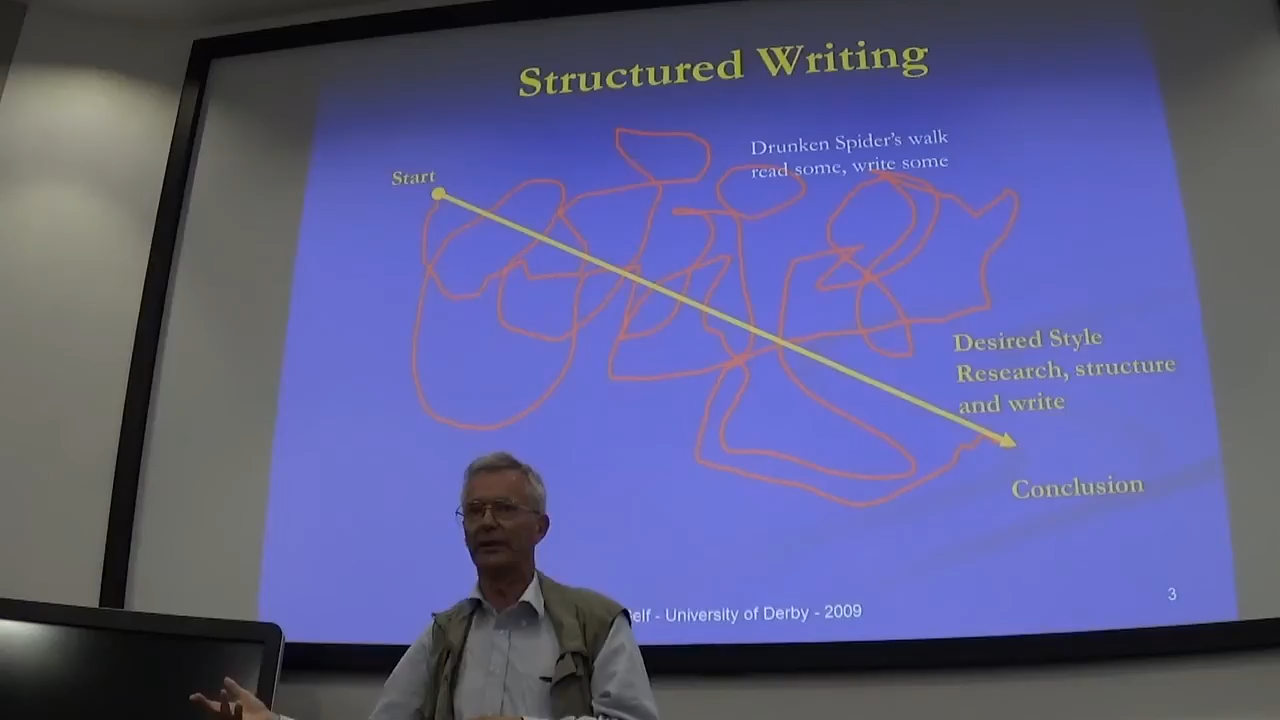 Structured Writing
Drunken Spider's walk
read some, write some
Start
Desired Style
Research, structure
and write
Conclusion
- University of Derby - 2009
3